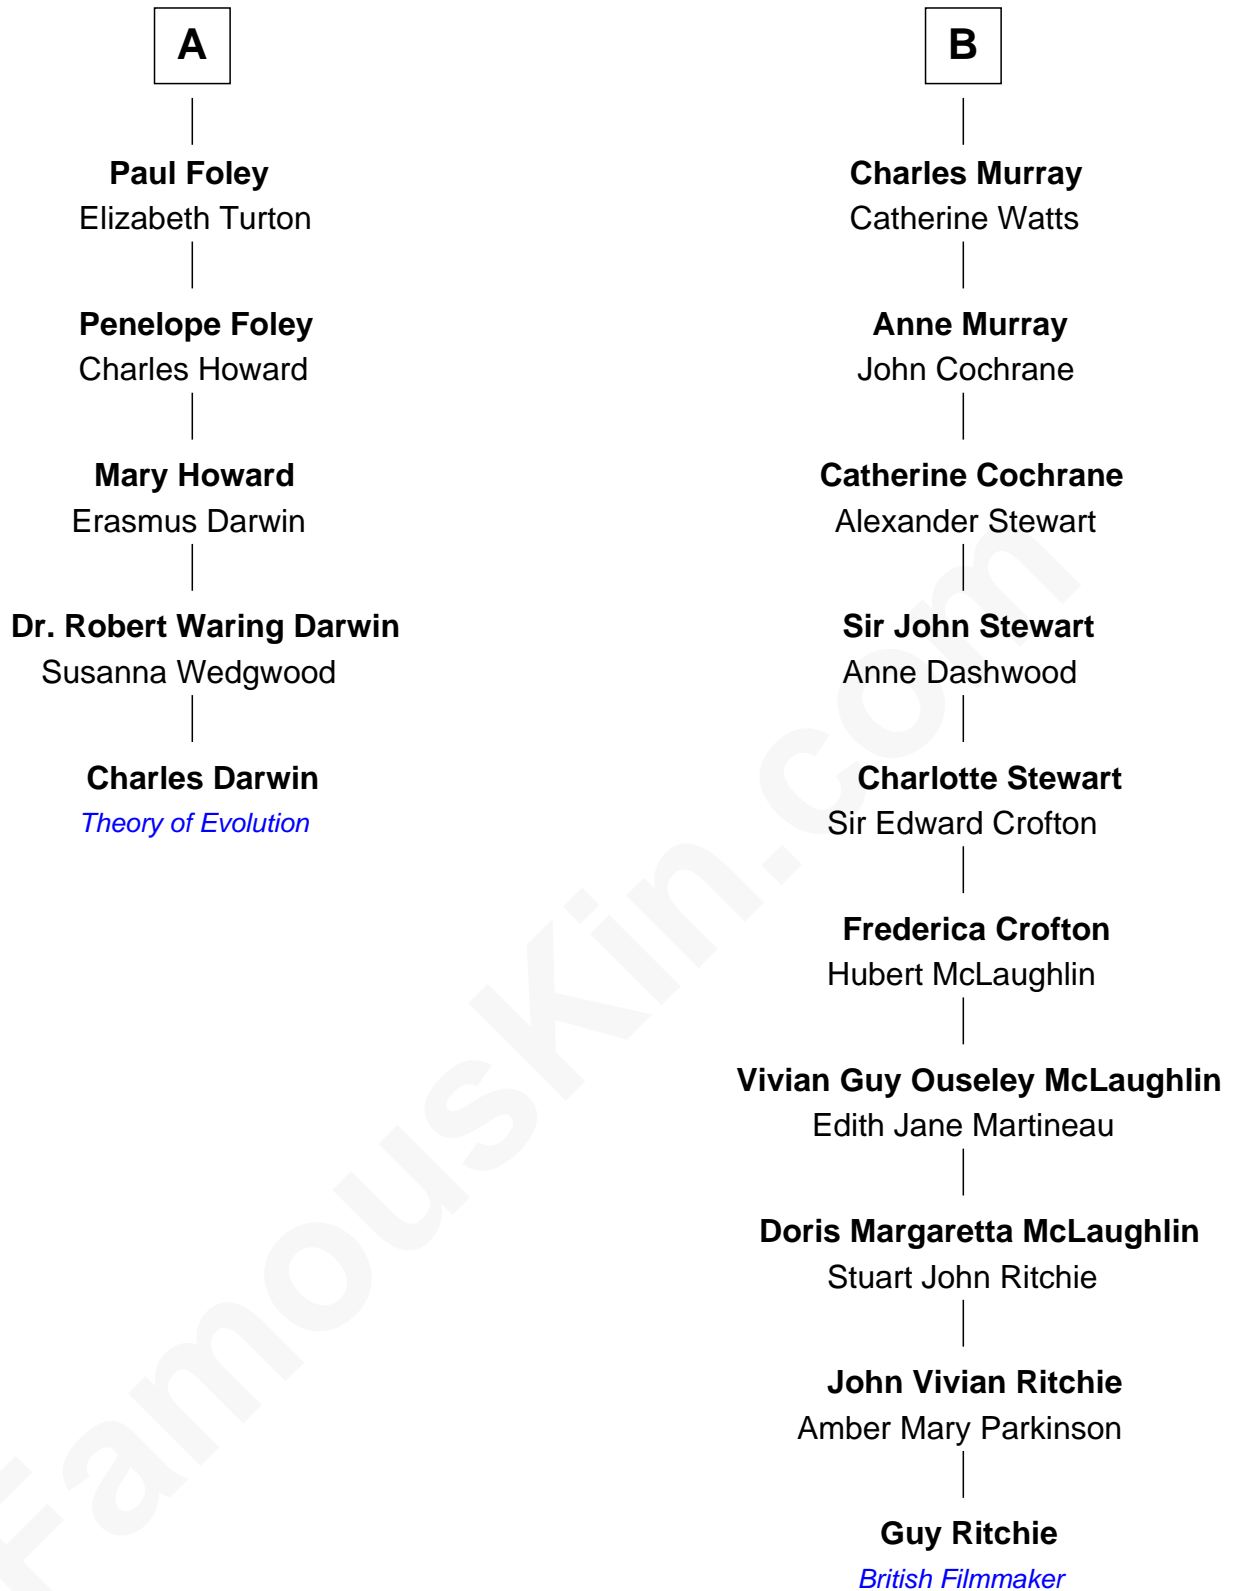 A
Paul Foley
Elizabeth Turton
Penelope Foley
Charles Howard
Mary Howard
Erasmus Darwin
Dr. Robert Waring Darwin
Susanna Wedgwood
Charles Darwin
Theory of Evolution
B
Charles Murray
Catherine Watts
Anne Murray
John Cochrane
Catherine Cochrane
Alexander Stewart
Sir John Stewart
Anne Dashwood
Charlotte Stewart
Sir Edward Crofton
Frederica Crofton
Hubert McLaughlin
Vivian Guy Ouseley McLaughlin
Edith Jane Martineau
Doris Margaretta McLaughlin
Stuart John Ritchie
John Vivian Ritchie
Amber Mary Parkinson
Guy Ritchie
British Filmmaker
FamousKin.com